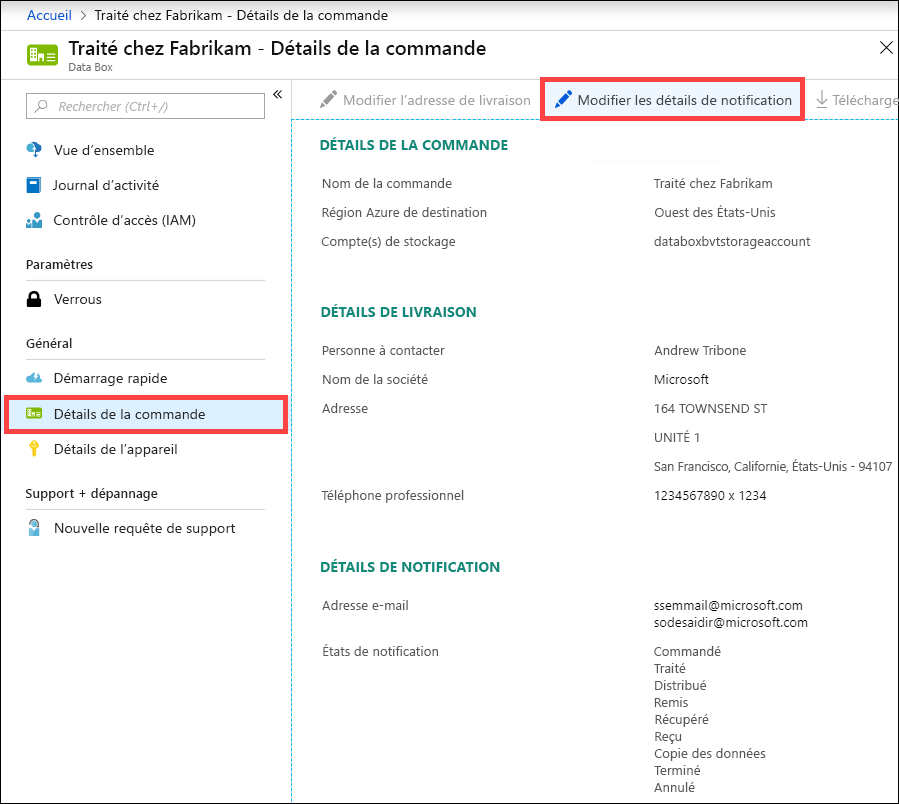 Accueil > Traité chez Fabrikam - Détails de la commande
Traité chez Fabrikam - Détails de la commande
Data Box
Rechercher (Ctrl+/)
Vue d'ensemble
Journal d'activité
Contrôle d'accès (IAM)
Paramètres
Verrous
Général
Démarrage rapide
Détails de la commande
Détails de l'appareil
Support + dépannage
Nouvelle requête de support
Modifier l'adresse de livraison Modifier les détails de notification Télécharge
DÉTAILS DE LA COMMANDE
Nom de la commande Traité chez Fabrikam
Région Azure de destination Ouest des États-Unis
Compte(s) de stockage databoxbvtstorageaccount
DÉTAILS DE LIVRAISON
Personne à contacter Andrew Tribone
Nom de la société Microsoft
Adresse 164 TOWNSEND ST
UNITÉ 1
San Francisco, Californie, États-Unis - 94107
Téléphone professionnel 1234567890 x 1234
DÉTAILS DE NOTIFICATION
Adresse e-mail ssemmail@microsoft.com
sodesaidir@microsoft.com
États de notification Commandé
Traité
Distribué
Remis
Récupéré
Reçu
Copie des données
Terminé
Annulé